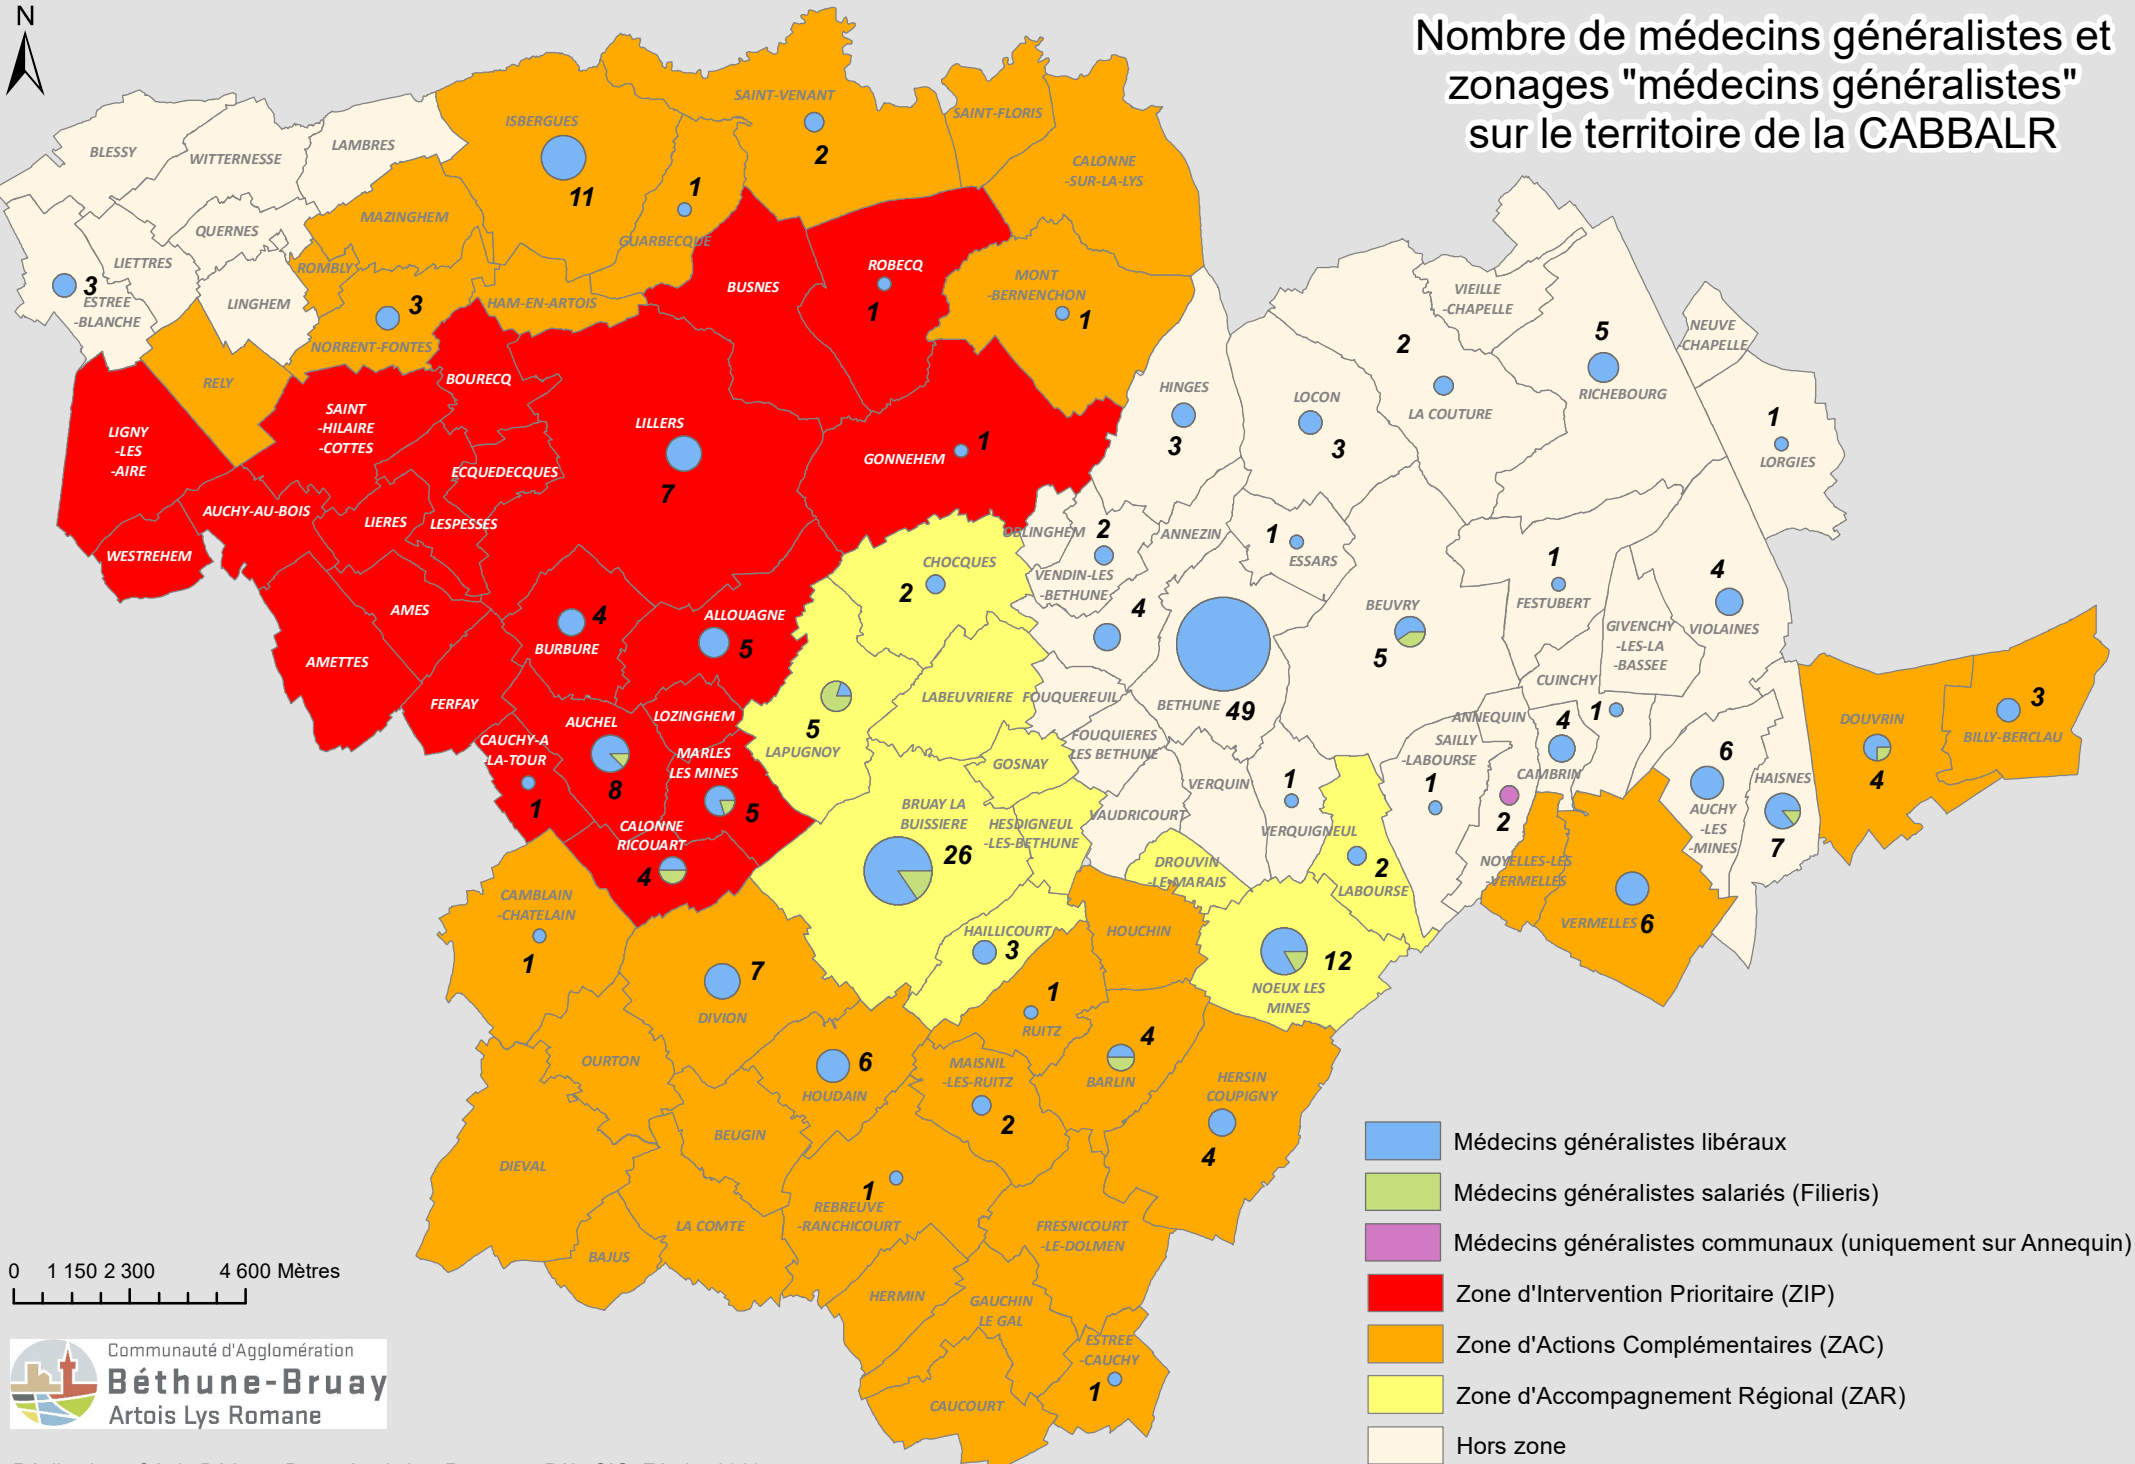 N
Nombre de médecins généralistes et
zonages "médecins généralistes"
sur le territoire de la CABBALR
BLESSY
WITTERNESSE
LAMBRES
ISBERGUES
11
SAINT-VENANT
2
SAINT-FLORIS
CALONNE
-SUR-LA-LYS
1
GUARBECQUE
MAZINGHEM
QUERNES
LIETTRES
ROMBLY
3
ESTREE
-BLANCHE
LINGHEM
3
NORRENT-FONTES
HAM-EN-ARTOIS
BUSNES
ROBECQ
1
MONT
-BERNENCHON
1
VIEILLE
-CHAPELLE
NEUVE
-CHAPELLE
RELY
BOURECQ
HINGES
3
LOCON
3
2
LA COUTURE
5
RICHEBOURG
1
LORGIES
LIGNY
-LES
-AIRE
SAINT
-HILAIRE
-COTTES
LILLERS
7
GONNEHEM
1
ECQUEDECQUES
AUCHY-AU-BOIS
LIERES
LESPESSES
WESTREHEM
OBLINGHEM
2
VENDIN-LES
-BETHUNE
ANNEZIN
4
1
ESSARS
CHOCQUES
2
1
FESTUBERT
4
VIOLAINES
AMES
4
BURBURE
ALLOUAGNE
5
BEUVRY
5
GIVENCHY
-LES-LA
-BASSEE
AMETTES
CUINCHY
1
FERFAY
LOZINGHEM
LABEUVRIERE
FOUQUEREUIL
BETHUNE
49
5
LAPUGNOY
AUCHEL
8
CAUCHY-A
-LA-TOUR
1
MARLES
LES MINES
5
FOUQUIERES
LES BETHUNE
GOSNAY
ANNEQUIN
2
SAILLY
-LABOURSE
1
4
CAMBRIN
DOUVRIN
4
3
BILLY-BERCLAU
6
AUCHY
-LES
-MINES
HAISNES
7
VERQUIN
1
VERQUIGNEUL
VAUDRICOURT
BRUAY LA
BUISSIERE
26
HESDIGNEUL
-LES-BETHUNE
CALONNE
RICOUART
4
DROUVIN
-LE-MARAIS
2
LABOURSE
NOYELLES-LES
-VERMELLES
VERMELLES
6
CAMBLAIN
-CHATELAIN
1
HAILLICOURT
3
HOUCHIN
12
NOEUX LES
MINES
7
DIVION
1
RUITZ
OURTON
6
HOUDAIN
MAISNIL
-LES-RUITZ
2
4
BARLIN
HERSIN
COUPIGNY
4
BEUGIN
DIEVAL
1
REBREUVE
-RANCHICOURT
LA COMTE
BAJUS
FRESNICOURT
-LE-DOLMEN
HERMIN
GAUCHIN
LE GAL
ESTREE
-CAUCHY
1
CAUCOURT
Médecins généralistes libéraux
Médecins généralistes salariés (Filieris)
Médecins généralistes communaux (uniquement sur Annequin)
Zone d'Intervention Prioritaire (ZIP)
Zone d'Actions Complémentaires (ZAC)
Zone d'Accompagnement Régional (ZAR)
Hors zone
0 1 150 2 300 4 600 Mètres
Communauté d'Agglomération
Béthune-Bruay
Artois Lys Romane